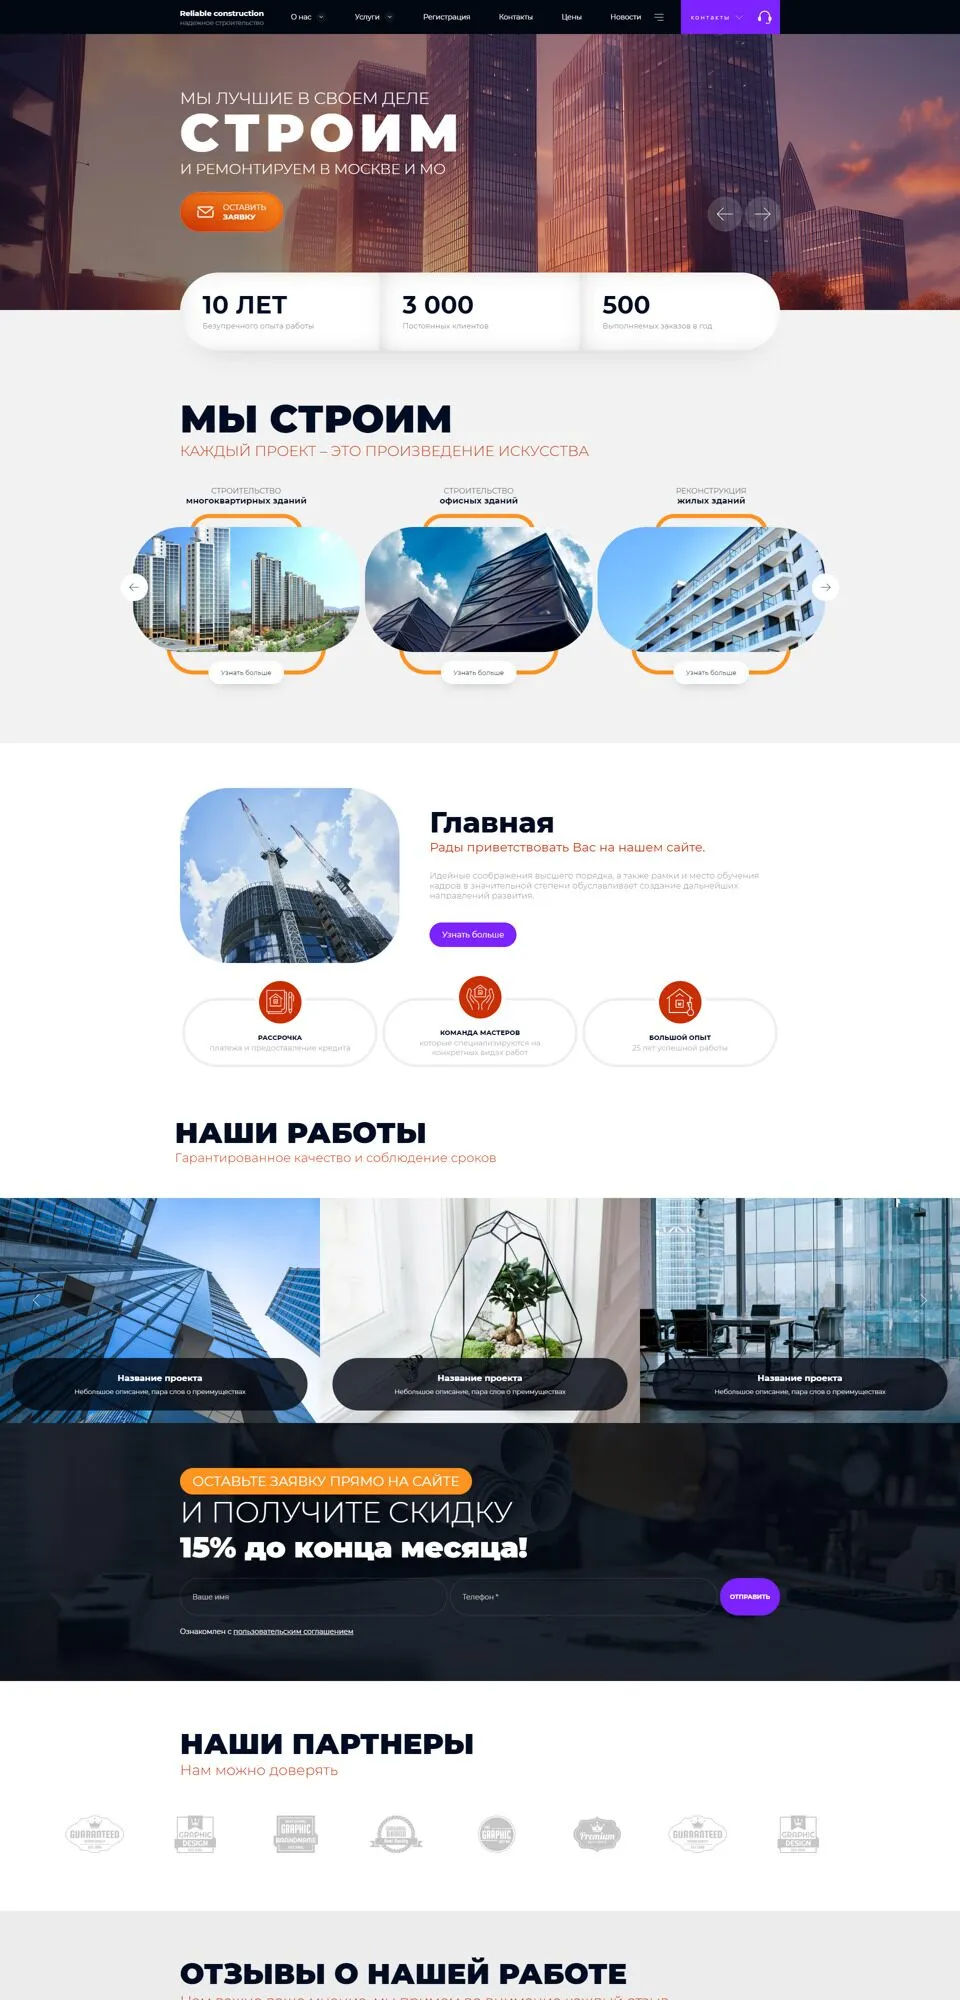 Reliable construction
надежное строительство
О нас
Услуги
Регистрация
Контакты
Цены
Новости
контакты
МЫ ЛУЧШИЕ В СВОЕМ ДЕЛЕ
СТРОИМ
И РЕМОНТИРУЕМ В МОСКВЕ И МО
ОСТАВИТЬ
ЗАЯВКУ
10 ЛЕТ
Безупречного опыта работы
3 000
Постоянных клиентов
500
Выполняемых заказов в год
МЫ СТРОИМ
КАЖДЫЙ ПРОЕКТ – ЭТО ПРОИЗВЕДЕНИЕ ИСКУССТВА
СТРОИТЕЛЬСТВО
многоквартирных зданий
Узнать больше
СТРОИТЕЛЬСТВО
офисных зданий
Узнать больше
РЕКОНСТРУКЦИЯ
жилых зданий
Узнать больше
Главная
Рады приветствовать Вас на нашем сайте.
Идейные соображения высшего порядка, а также рамки и место обучения
кадров в значительной степени обуславливает создание дальнейших
направлений развития.
Узнать больше
РАССРОЧКА
платежа и предоставление кредита
КОМАНДА МАСТЕРОВ
которые специализируются на
конкретных видах работ
БОЛЬШОЙ ОПЫТ
25 лет успешной работы
НАШИ РАБОТЫ
Гарантированное качество и соблюдение сроков
Название проекта
Небольшое описание, пара слов о преимуществах
Название проекта
Небольшое описание, пара слов о преимуществах
Название проекта
Небольшое описание, пара слов о преимуществах
ОСТАВЬТЕ ЗАЯВКУ ПРЯМО НА САЙТЕ
И ПОЛУЧИТЕ СКИДКУ
15% до конца месяца!
Ваше имя
Телефон *
ОТПРАВИТЬ
Ознакомлен с пользовательским соглашением
НАШИ ПАРТНЕРЫ
Нам можно доверять
GUARANTEED
GRAPHIC
DESIGN
GRAPHIC
BRANDNAME
GRAPHIC
Premium
GUARANTEED
GRAPHIC
DESIGN
ОТЗЫВЫ О НАШЕЙ РАБОТЕ